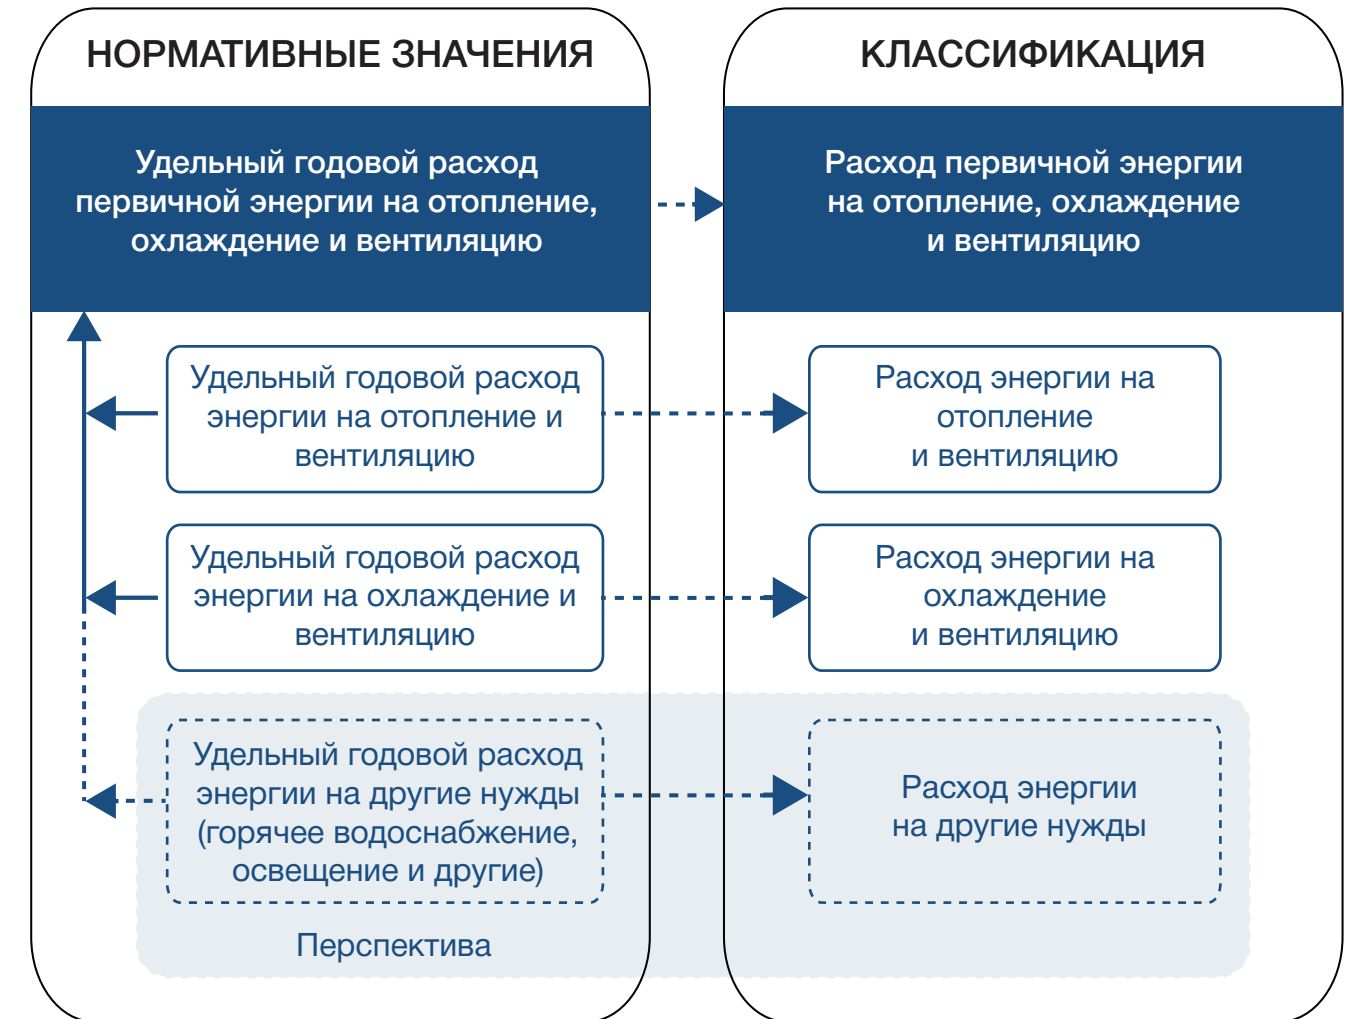 НОРМАТИВНЫЕ ЗНАЧЕНИЯ
Удельный годовой расход
первичной энергии на отопление,
охлаждение и вентиляцию
Удельный годовой расход
энергии на отопление и
вентиляцию
Удельный годовой расход
энергии на охлаждение и
вентиляцию
Удельный годовой расход
энергии на другие нужды
(горячее водоснабжение,
освещение и другие)
Перспектива
КЛАССИФИКАЦИЯ
Расход первичной энергии
на отопление, охлаждение
и вентиляцию
Расход энергии на
отопление
и вентиляцию
Расход энергии на
охлаждение
и вентиляцию
Расход энергии
на другие нужды